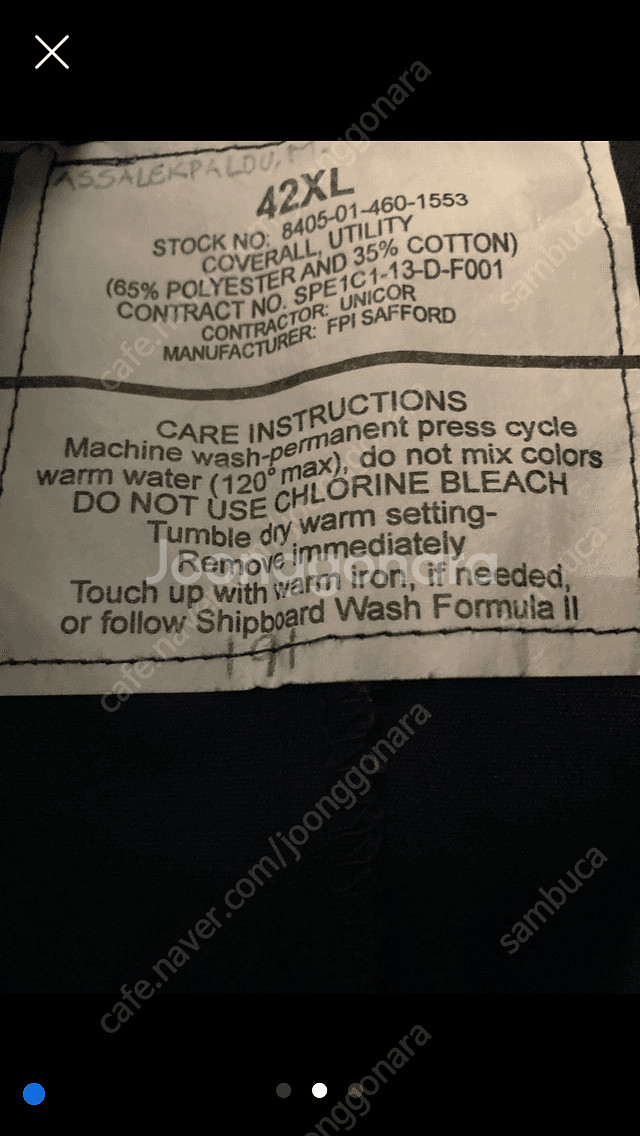 ASSALEKPALOU, M.
42XL
STOCK NO: 8405-01-460-1553
COVERALL, UTILITY
(65% POLYESTER AND 35% COTTON)
CONTRACT NO. SPE1C1-13-D-F001
CONTRACTOR: UNICOR
MANUFACTURER: FPI SAFFORD
CARE INSTRUCTIONS
Machine wash-permanent press cycle
warm water (120° max), do not mix colors
DO NOT USE CHLORINE BLEACH
Tumble dry warm setting-
Remove immediately
Touch up with warm iron, if needed,
or follow Shipboard Wash Formula II
191
Joonggonara
cafe.naver.com/joonggonara
sambuca